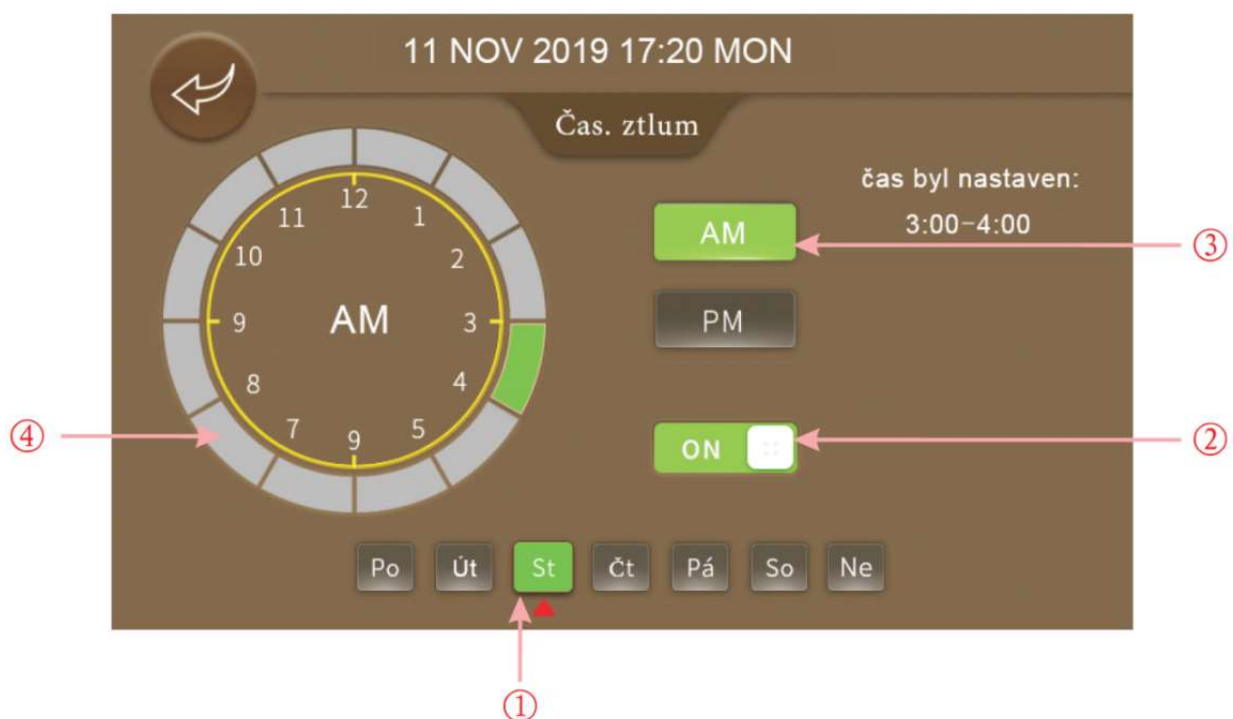 11 NOV 2019 17:20 MON
Čas. ztlum
čas byl nastaven:
3:00-4:00
12
1
2
3
4
5
9
7
8
9
10
11
AM
AM
PM
ON
Po Út St Čt Pá So Ne
①
②
③
④